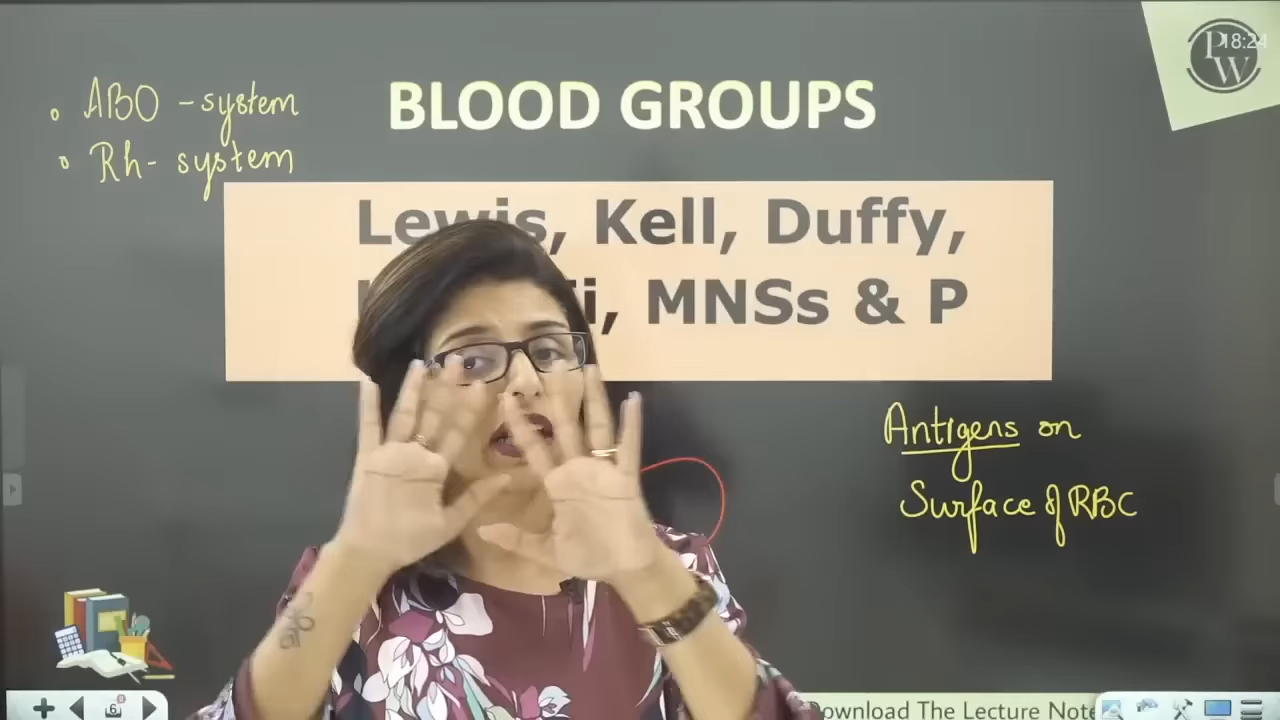 PW
18:24
BLOOD GROUPS
• ABO - system
• Rh - system
Lewis, Kell, Duffy,
MNSs & P
Antigens on
Surface of RBC
Download The Lecture Note